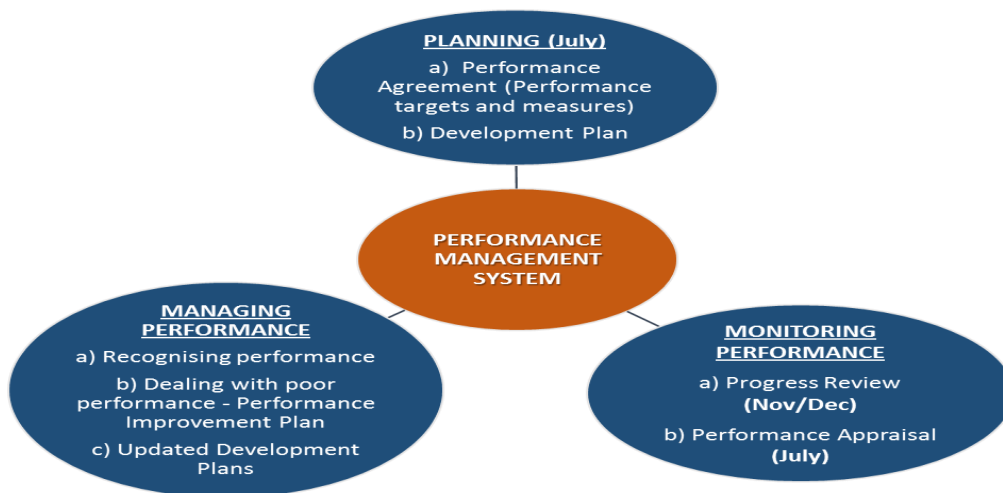 PLANNING (July)
a) Performance
Agreement (Performance
targets and measures)
b) Development Plan
PERFORMANCE
MANAGEMENT
SYSTEM
MANAGING
PERFORMANCE
a) Recognising performance
b) Dealing with poor
performance - Performance
Improvement Plan
c) Updated Development
Plans
MONITORING
PERFORMANCE
a) Progress Review
(Nov/Dec)
b) Performance Appraisal
(July)